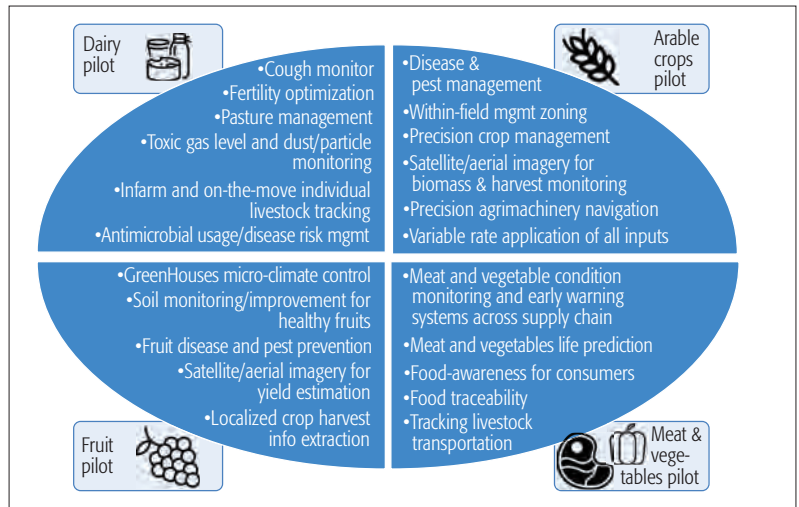 Dairy
pilot
•Cough monitor
•Fertility optimization
•Pasture management
•Toxic gas level and dust/particle
monitoring
•Infarm and on-the-move individual
livestock tracking
•Antimicrobial usage/disease risk mgmt
Arable
crops
pilot
•Disease &
pest management
•Within-field mgmt zoning
•Precision crop management
•Satellite/aerial imagery for
biomass & harvest monitoring
•Precision agrimachinery navigation
•Variable rate application of all inputs
•GreenHouses micro-climate control
•Soil monitoring/improvement for
healthy fruits
•Fruit disease and pest prevention
•Satellite/aerial imagery for
yield estimation
•Localized crop harvest
info extraction
Fruit
pilot
•Meat and vegetable condition
monitoring and early warning
systems across supply chain
•Meat and vegetables life prediction
•Food-awareness for consumers
•Food traceability
•Tracking livestock
transportation
Meat &
vege-
tables pilot